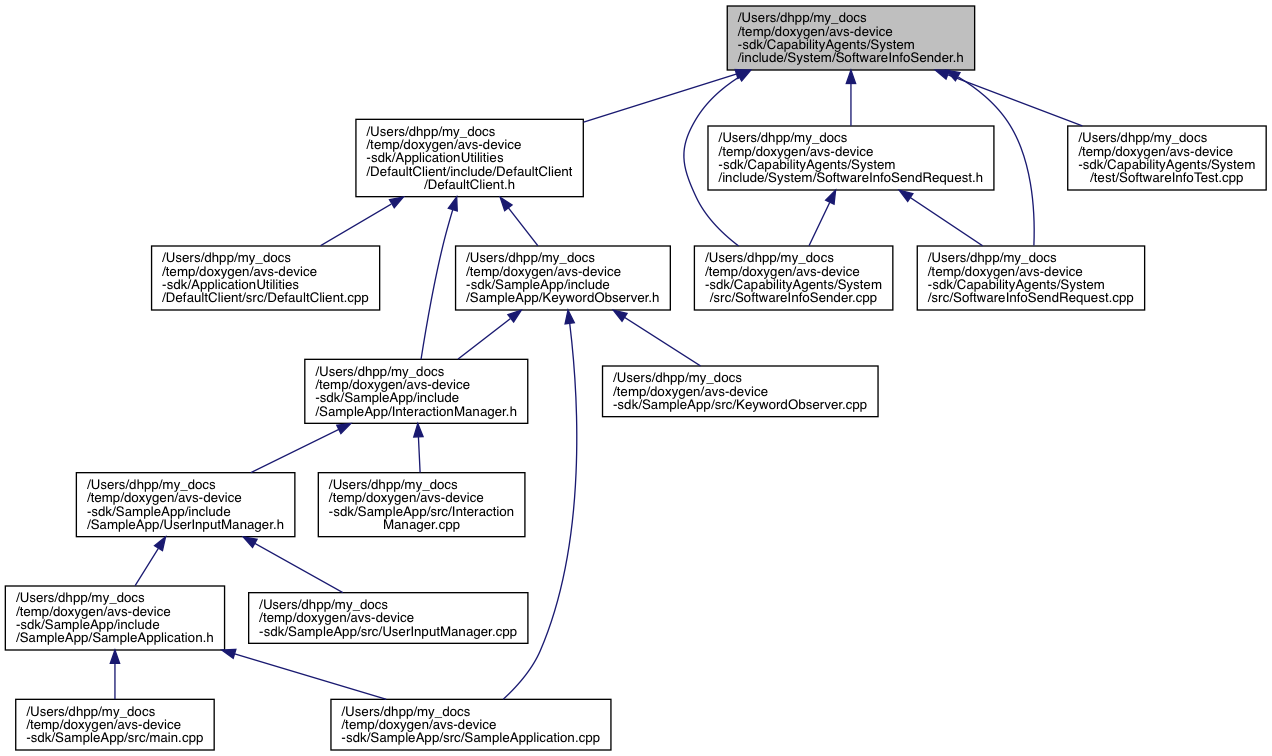 /Users/dhpp/my_docs
/temp/doxygen/avs-device
-sdk/CapabilityAgents/System
/include/System/SoftwareInfoSender.h
/Users/dhpp/my_docs
/temp/doxygen/avs-device
-sdk/ApplicationUtilities
/DefaultClient/include/DefaultClient
/DefaultClient.h
/Users/dhpp/my_docs
/temp/doxygen/avs-device
-sdk/CapabilityAgents/System
/include/System/SoftwareInfoSendRequest.h
/Users/dhpp/my_docs
/temp/doxygen/avs-device
-sdk/CapabilityAgents/System
/test/SoftwareInfoTest.cpp
/Users/dhpp/my_docs
/temp/doxygen/avs-device
-sdk/ApplicationUtilities
/DefaultClient/src/DefaultClient.cpp
/Users/dhpp/my_docs
/temp/doxygen/avs-device
-sdk/SampleApp/include
/SampleApp/KeywordObserver.h
/Users/dhpp/my_docs
/temp/doxygen/avs-device
-sdk/CapabilityAgents/System
/src/SoftwareInfoSender.cpp
/Users/dhpp/my_docs
/temp/doxygen/avs-device
-sdk/CapabilityAgents/System
/src/SoftwareInfoSendRequest.cpp
/Users/dhpp/my_docs
/temp/doxygen/avs-device
-sdk/SampleApp/include
/SampleApp/InteractionManager.h
/Users/dhpp/my_docs
/temp/doxygen/avs-device
-sdk/SampleApp/src/KeywordObserver.cpp
/Users/dhpp/my_docs
/temp/doxygen/avs-device
-sdk/SampleApp/include
/SampleApp/UserInputManager.h
/Users/dhpp/my_docs
/temp/doxygen/avs-device
-sdk/SampleApp/src/Interaction
Manager.cpp
/Users/dhpp/my_docs
/temp/doxygen/avs-device
-sdk/SampleApp/include
/SampleApp/SampleApplication.h
/Users/dhpp/my_docs
/temp/doxygen/avs-device
-sdk/SampleApp/src/UserInputManager.cpp
/Users/dhpp/my_docs
/temp/doxygen/avs-device
-sdk/SampleApp/src/main.cpp
/Users/dhpp/my_docs
/temp/doxygen/avs-device
-sdk/SampleApp/src/SampleApplication.cpp